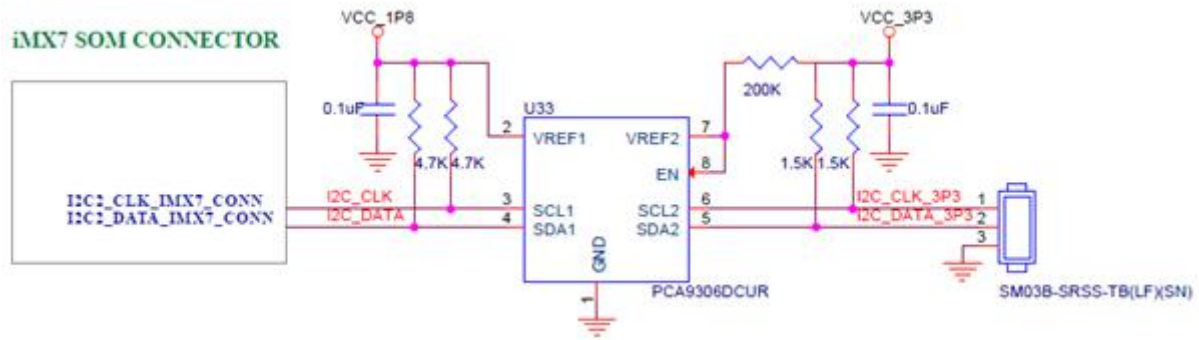 iMX7 SOM CONNECTOR
VCC_1P8
VCC_3P3
0.1uF
4.7K 4.7K
200K
0.1uF
1.5K 1.5K
U33
2 VREF1
VREF2 7
EN 8
I2C2_CLK_IMX7_CONN
I2C_CLK
3 SCL1
SCL2 6
I2C_CLK_3P3 1
I2C2_DATA_IMX7_CONN
I2C_DATA
4 SDA1
SDA2 5
I2C_DATA_3P3 2
3
GND
1
PCA9306DCUR
SM03B-SRSS-TB(LF)(SN)